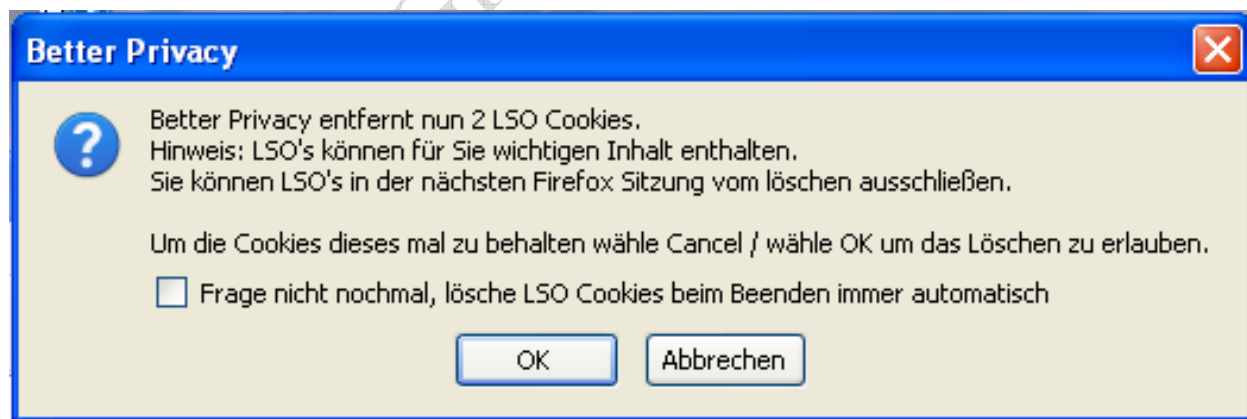 Better Privacy
Better Privacy entfernt nun 2 LSO Cookies.
Hinweis: LSO's können für Sie wichtigen Inhalt enthalten.
Sie können LSO's in der nächsten Firefox Sitzung vom löschen ausschließen.
Um die Cookies dieses mal zu behalten wähle Cancel / wähle OK um das Löschen zu erlauben.
Frage nicht nochmal, lösche LSO Cookies beim Beenden immer automatisch
OK
Abbrechen